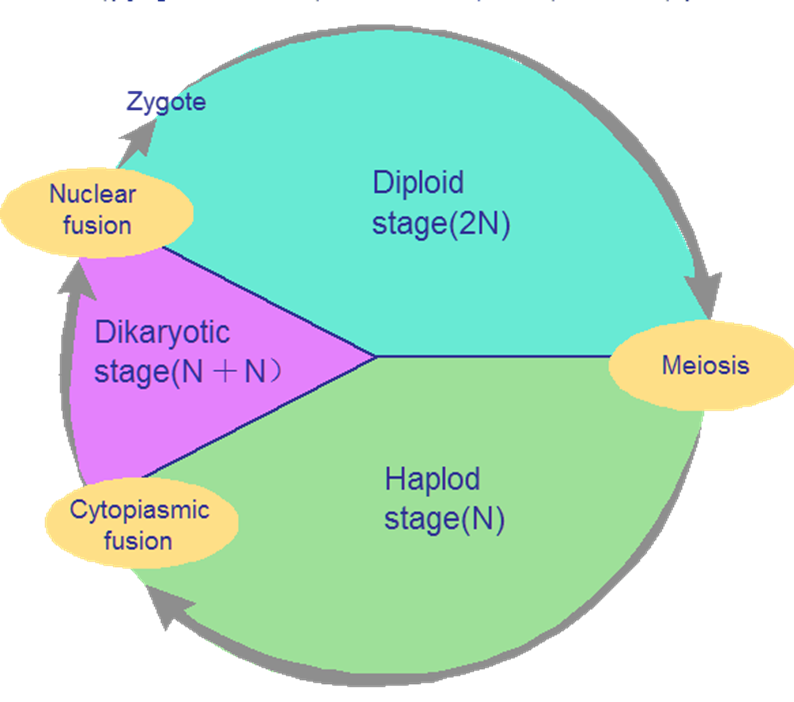 Zygote
Nuclear
fusion
Diploid
stage(2N)
Dikaryotic
stage(N＋N）
Meiosis
Haplod
stage(N)
Cytopiasmic
fusion